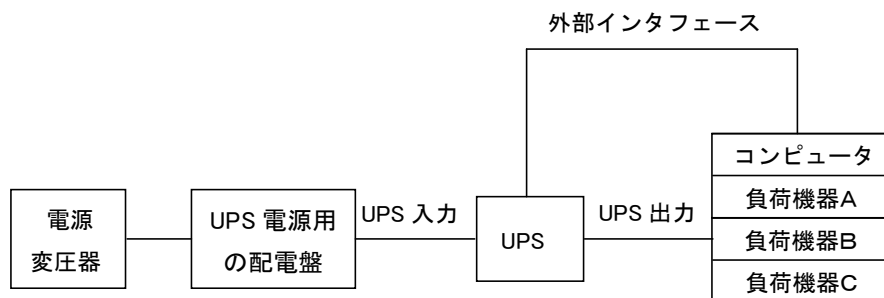 外部インタフェース
コンピュータ
電源
変圧器
UPS 電源用
の配電盤
UPS 入力
UPS
UPS 出力
負荷機器A
負荷機器B
負荷機器C